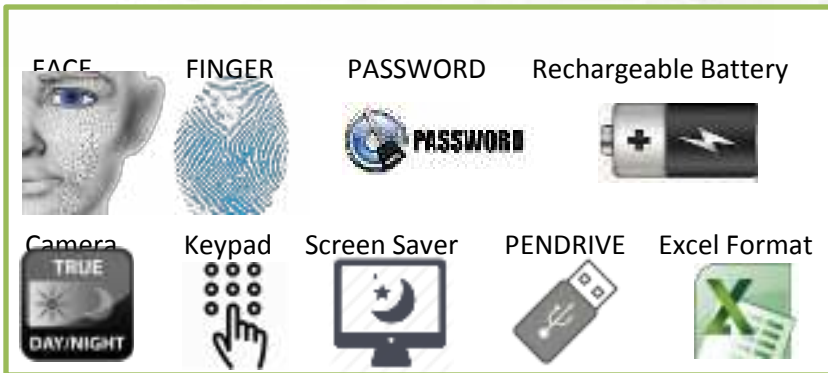 FACE FINGER PASSWORD Rechargeable Battery
PASSWORD
Camera Keypad Screen Saver PENDRIVE Excel Format
TRUE
DAY/NIGHT